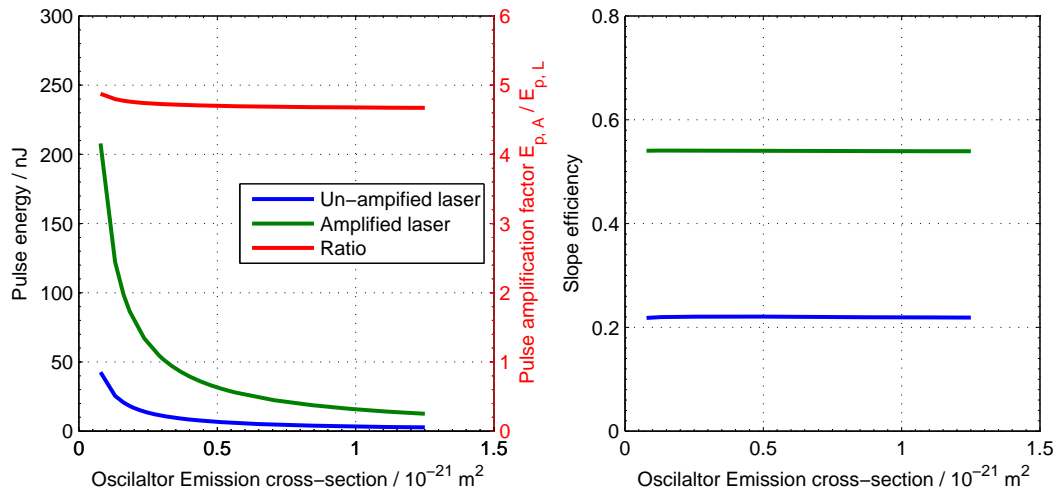 300
250
200
150
100
50
0
Pulse energy / nJ
6
5
4
3
2
1
0
Pulse amplification factor E_p, A / E_p, L
Un-ampified laser
Amplified laser
Ratio
0 0.5 1 1.5
Oscilaltor Emission cross-section / 10^-21 m^2
0.8
0.6
0.4
0.2
0
Slope efficiency
0 0.5 1 1.5
Oscilaltor Emission cross-section / 10^-21 m^2